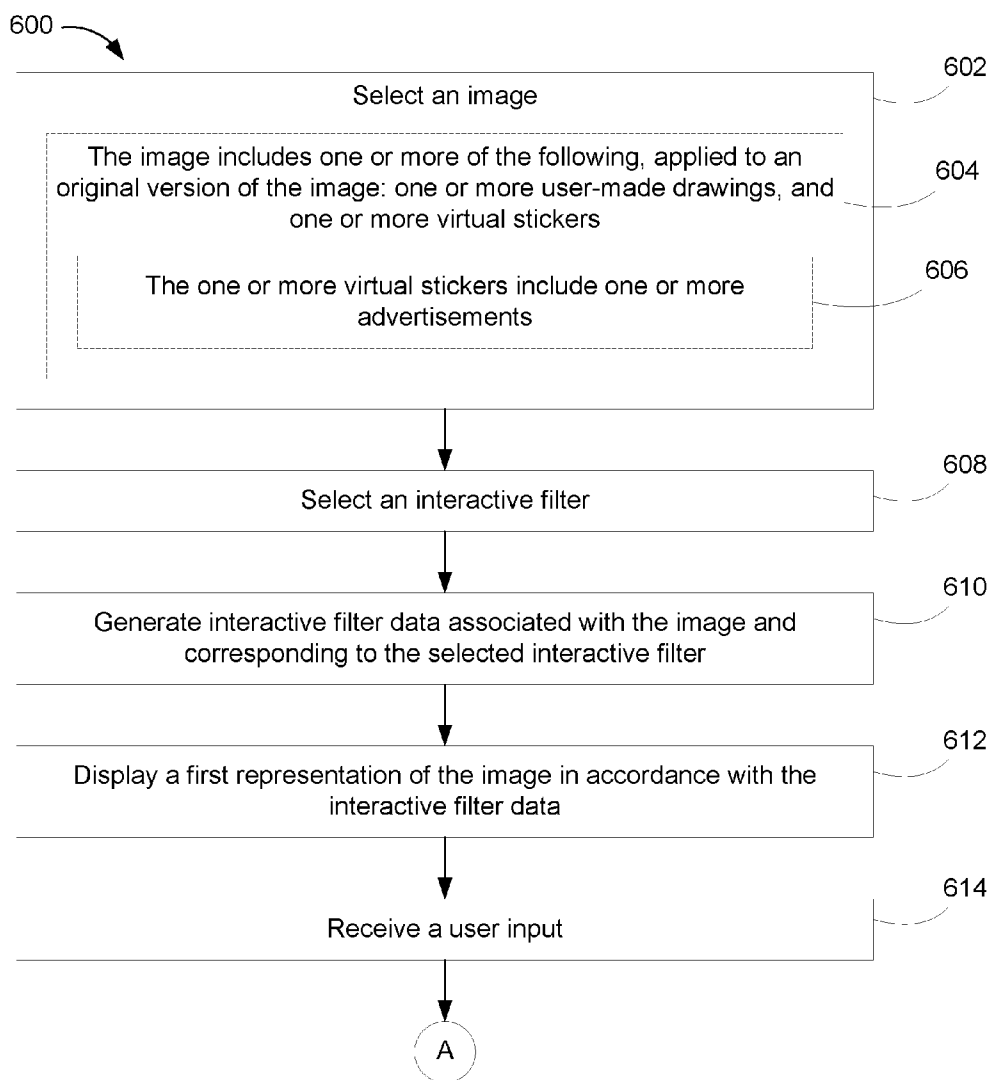 600
602
Select an image
The image includes one or more of the following, applied to an
original version of the image: one or more user-made drawings, and
one or more virtual stickers
604
The one or more virtual stickers include one or more
advertisements
606
608
Select an interactive filter
610
Generate interactive filter data associated with the image and
corresponding to the selected interactive filter
612
Display a first representation of the image in accordance with the
interactive filter data
614
Receive a user input
A